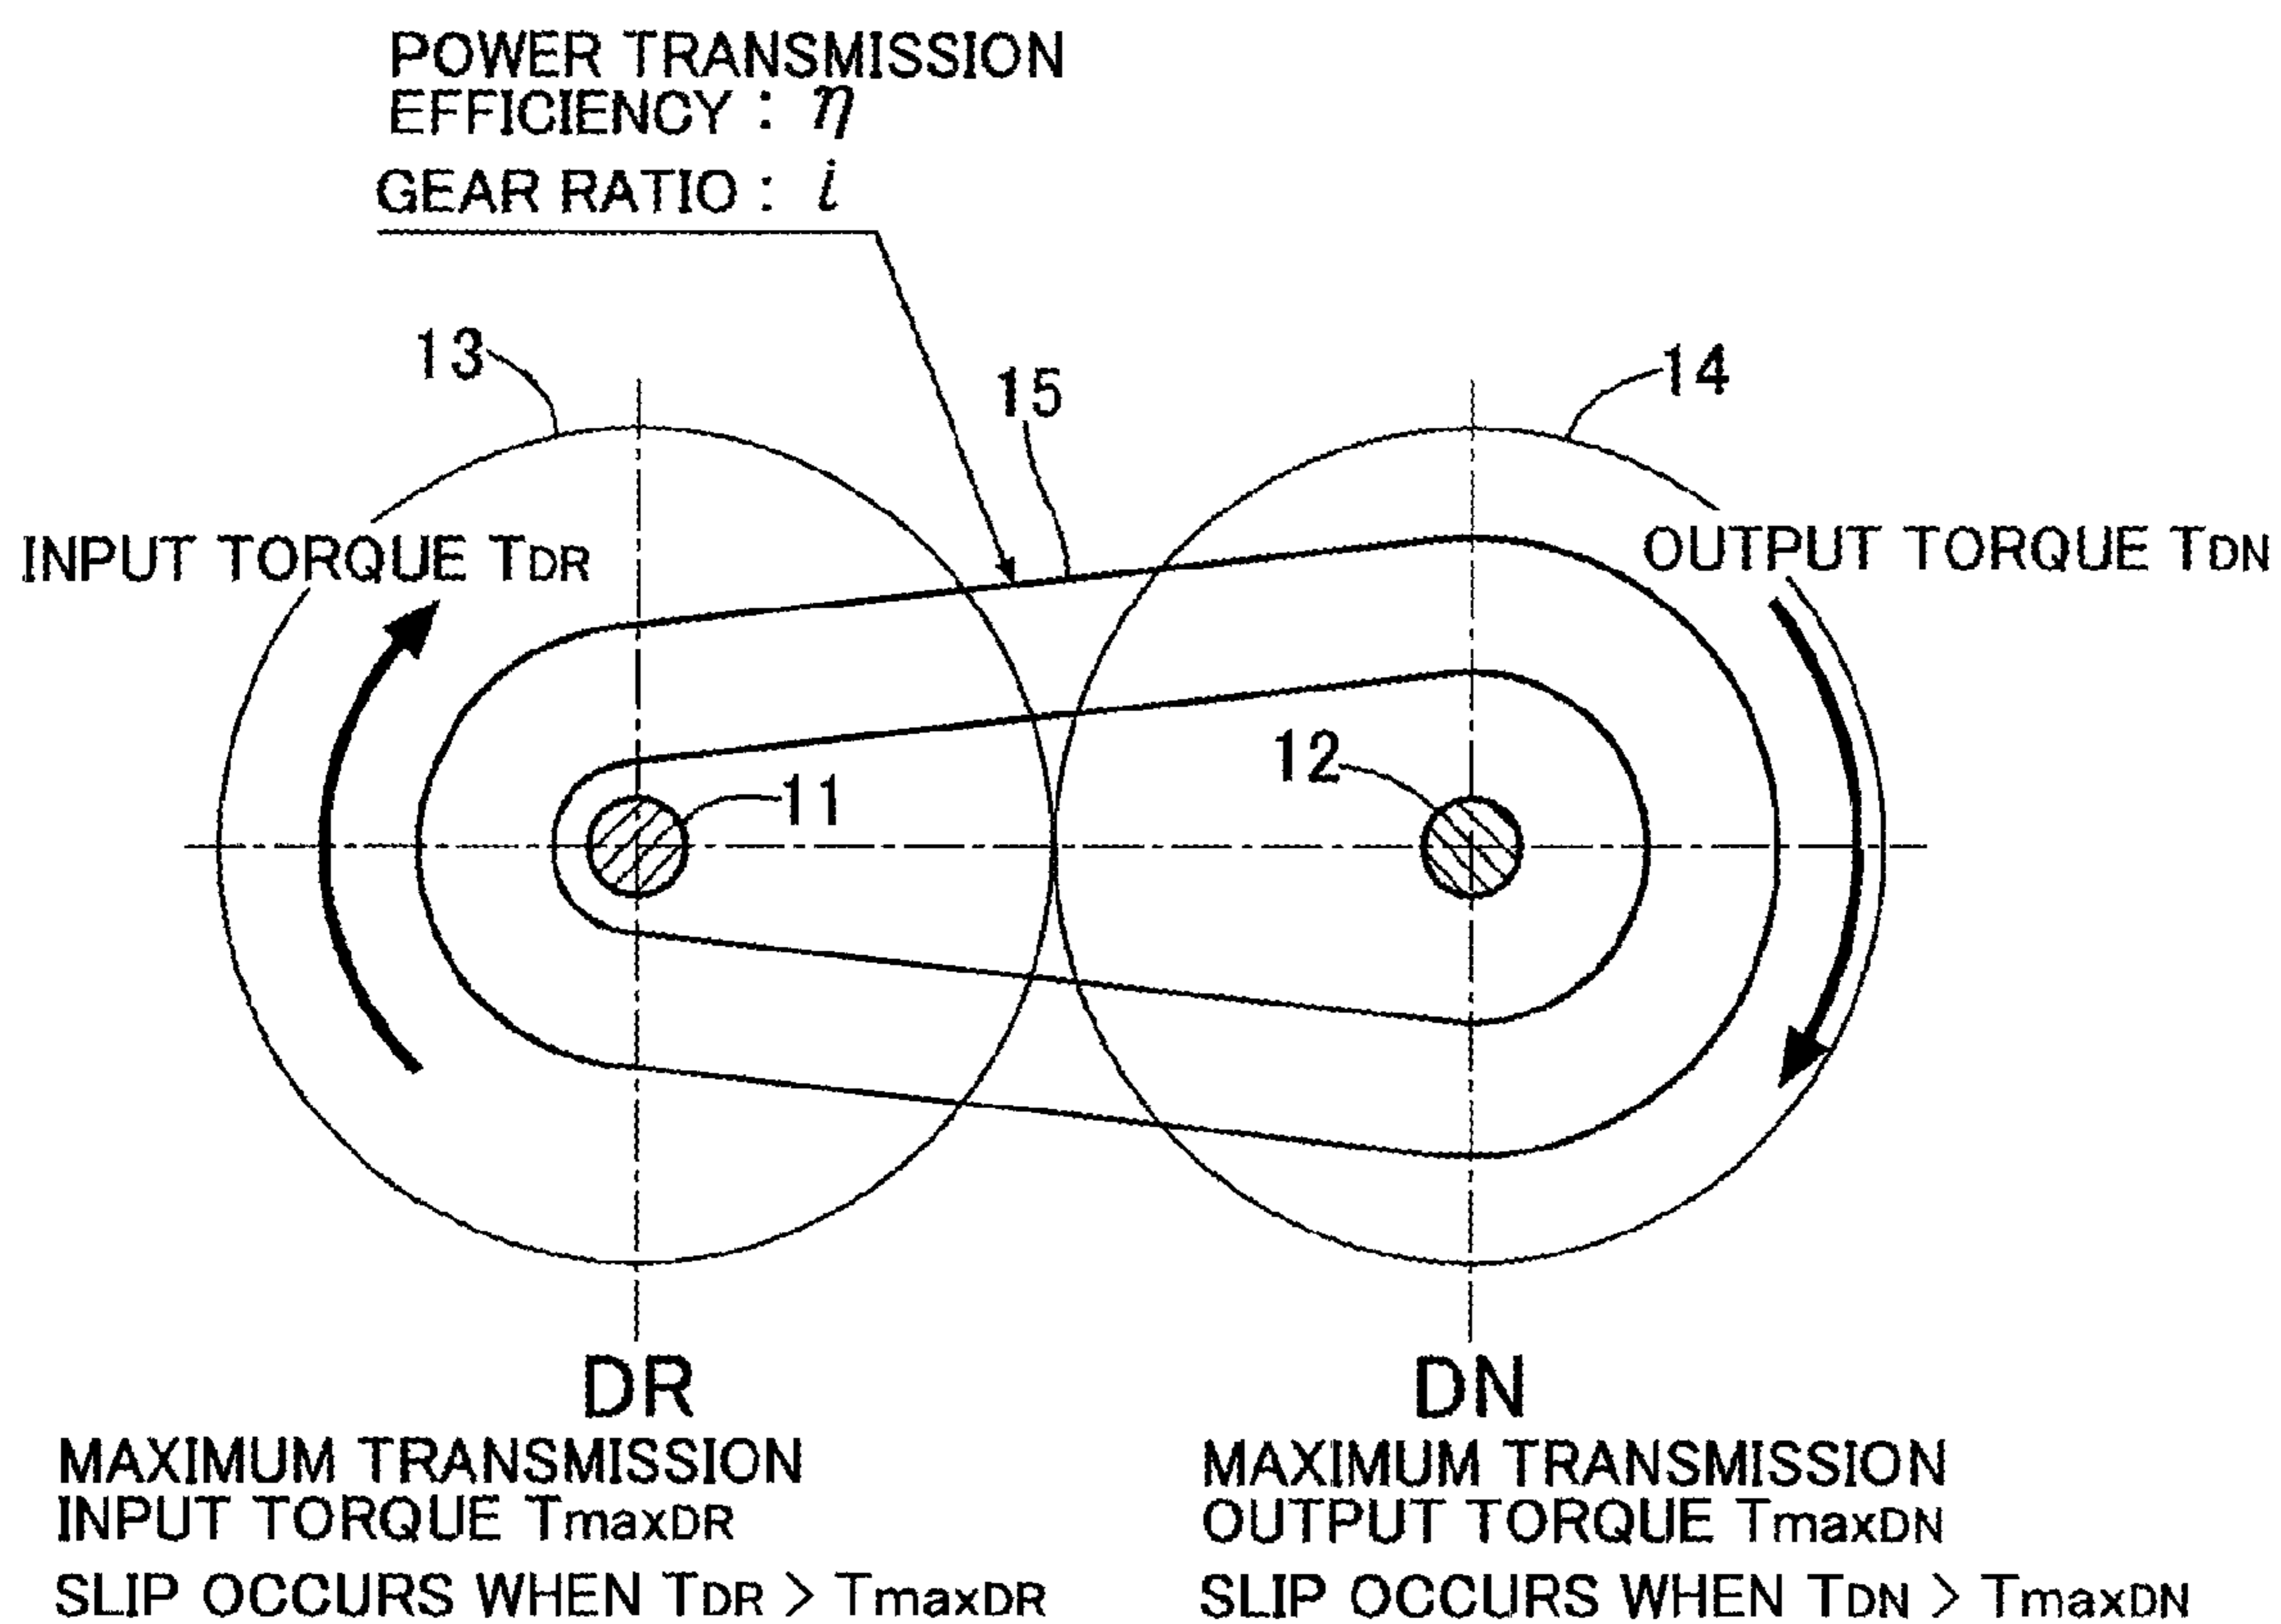 POWER TRANSMISSION
EFFICIENCY : η
GEAR RATIO : i
13
15
14
INPUT TORQUE TDR
OUTPUT TORQUE TDN
12
11
DR
MAXIMUM TRANSMISSION
INPUT TORQUE TmaxDR
SLIP OCCURS WHEN TDR > TmaxDR
DN
MAXIMUM TRANSMISSION
OUTPUT TORQUE TmaxDN
SLIP OCCURS WHEN TDN > TmaxDN